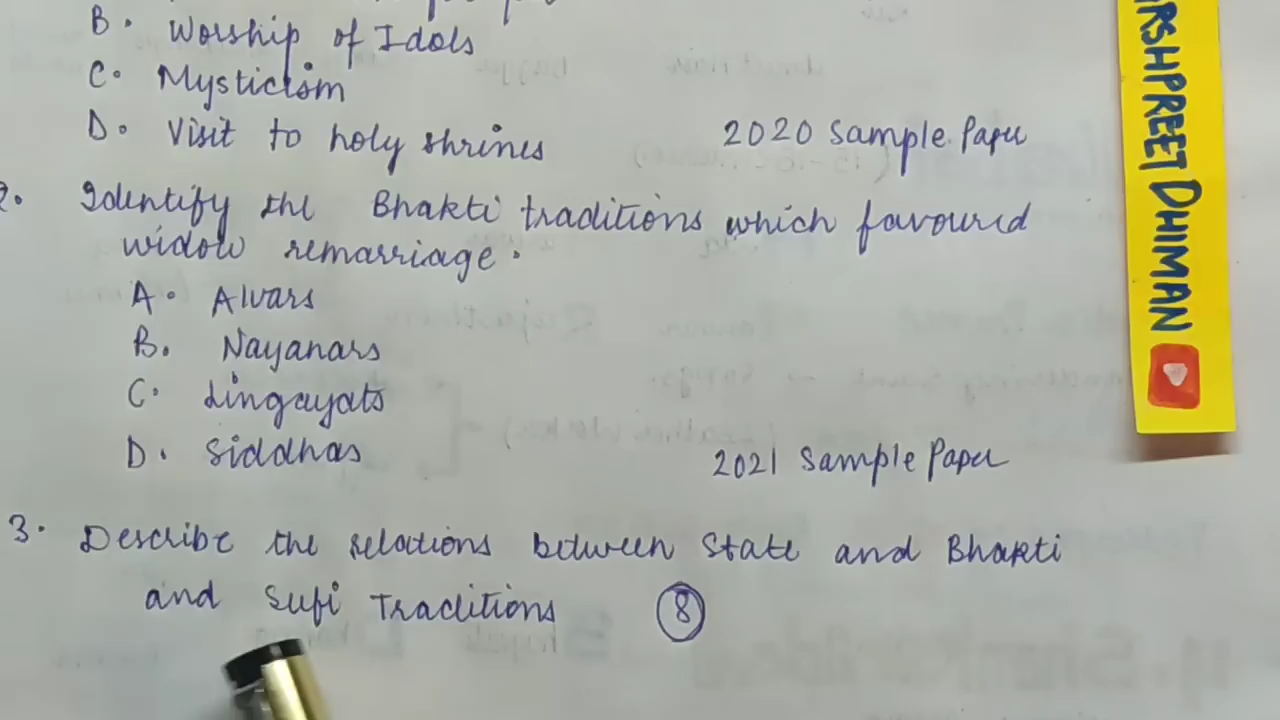 B. Worship of Idols
C. Mysticism
D. Visit to holy shrines
2020 Sample Paper
2. Identify the Bhakti traditions which favoured
widow remarriage.
A. Alvars
B. Nayanars
C. Lingayats
D. Siddhas
2021 Sample Paper
3. Describe the relations between State and Bhakti
and Sufi Traditions 8
ARSHPREET DHIMAN